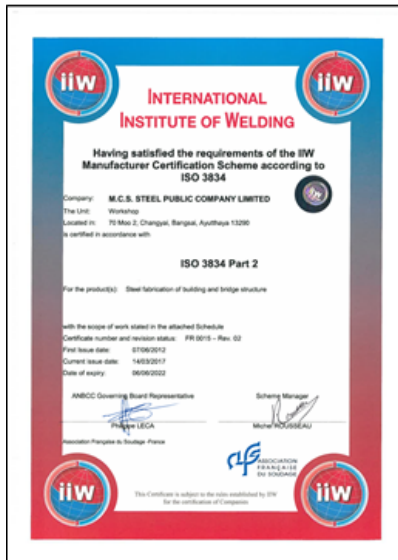 iiw
iiw
INTERNATIONAL
INSTITUTE OF WELDING
Having satisfied the requirements of the IIW
Manufacturer Certification Scheme according to
ISO 3834
Company: M.C.S. STEEL PUBLIC COMPANY LIMITED
The Unit: Workshop
Located in: 70 Moo 2, Changyai, Bangsai, Ayutthaya 13290
is certified in accordance with
ISO 3834 Part 2
For the product(s): Steel fabrication of building and bridge structure
with the scope of work stated in the attached Schedule
Certificate number and revision status: FR 0015 – Rev. 02
First issue date: 07/06/2012
Current issue date: 14/03/2017
Date of expiry: 06/06/2022
ANBCC Governing Board Representative Scheme Manager
Philippe LECA Michel ROUSSEAU
Association Française du Soudage -France
ASSOCIATION
FRANÇAISE
DU SOUDAGE
iiw
This Certificate is subject to the rules established by IIW
for the certification of Companies
iiw